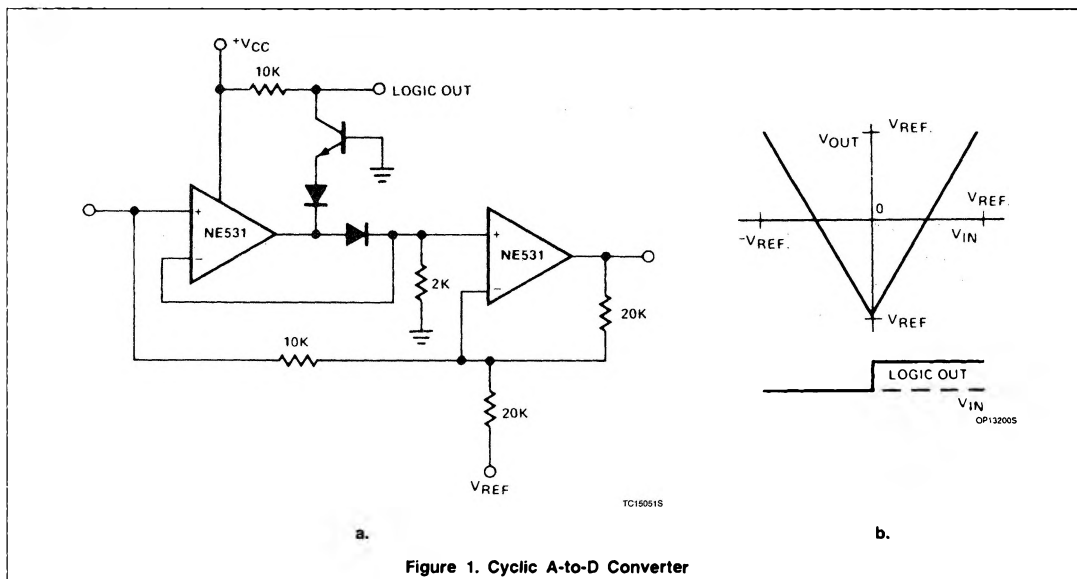 +VCC
10K
LOGIC OUT
+
NE531
−
+
NE531
−
2K
20K
10K
20K
VREF
TC15051S
a.
VOUT
VREF.
0
−VREF.
VREF.
VIN
VREF
LOGIC OUT
VIN
OP13200S
b.
Figure 1. Cyclic A-to-D Converter